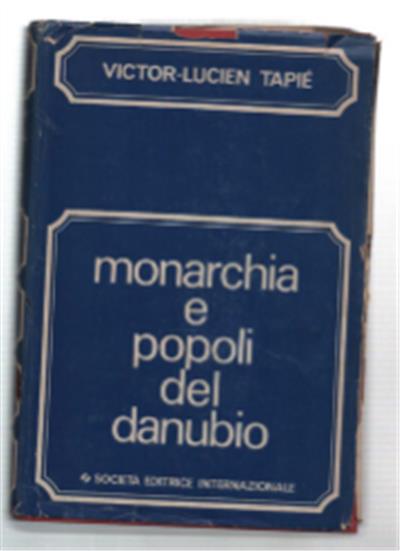 VICTOR-LUCIEN TAPIÉ
monarchia
e
popoli
del
danubio
SOCIETÀ EDITRICE INTERNAZIONALE